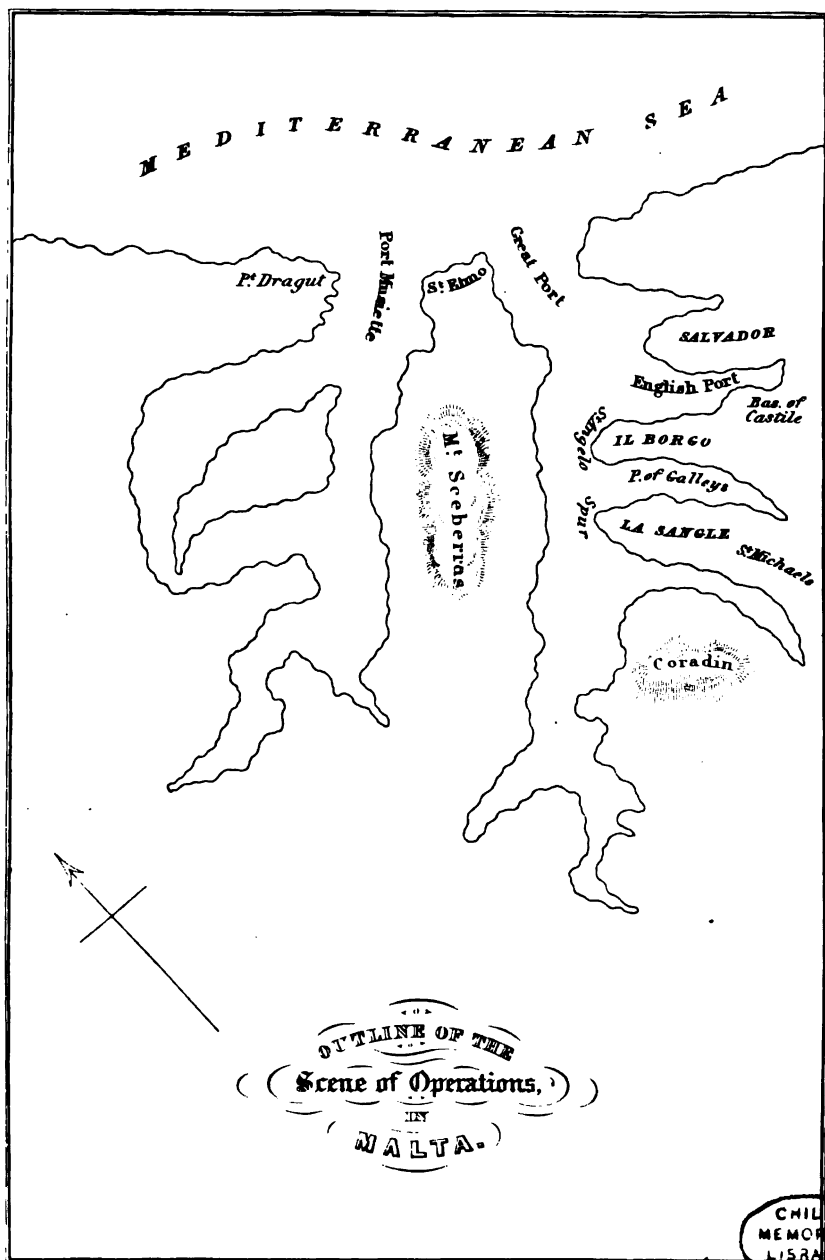 MEDITERRANEAN SEA
Pt. Dragut
Port Musiette
St Elmo
Great Port
SALVADOR
English Port
Bas. of
Castile
St Angelo
IL BORGO
P. of Galleys
Spur
LA SANGLE
St Michaels
Mt Sceberras
Coradin
OUTLINE OF THE
Scene of Operations,
IN
MALTA.
CHIL
MEMOR
LIBRA